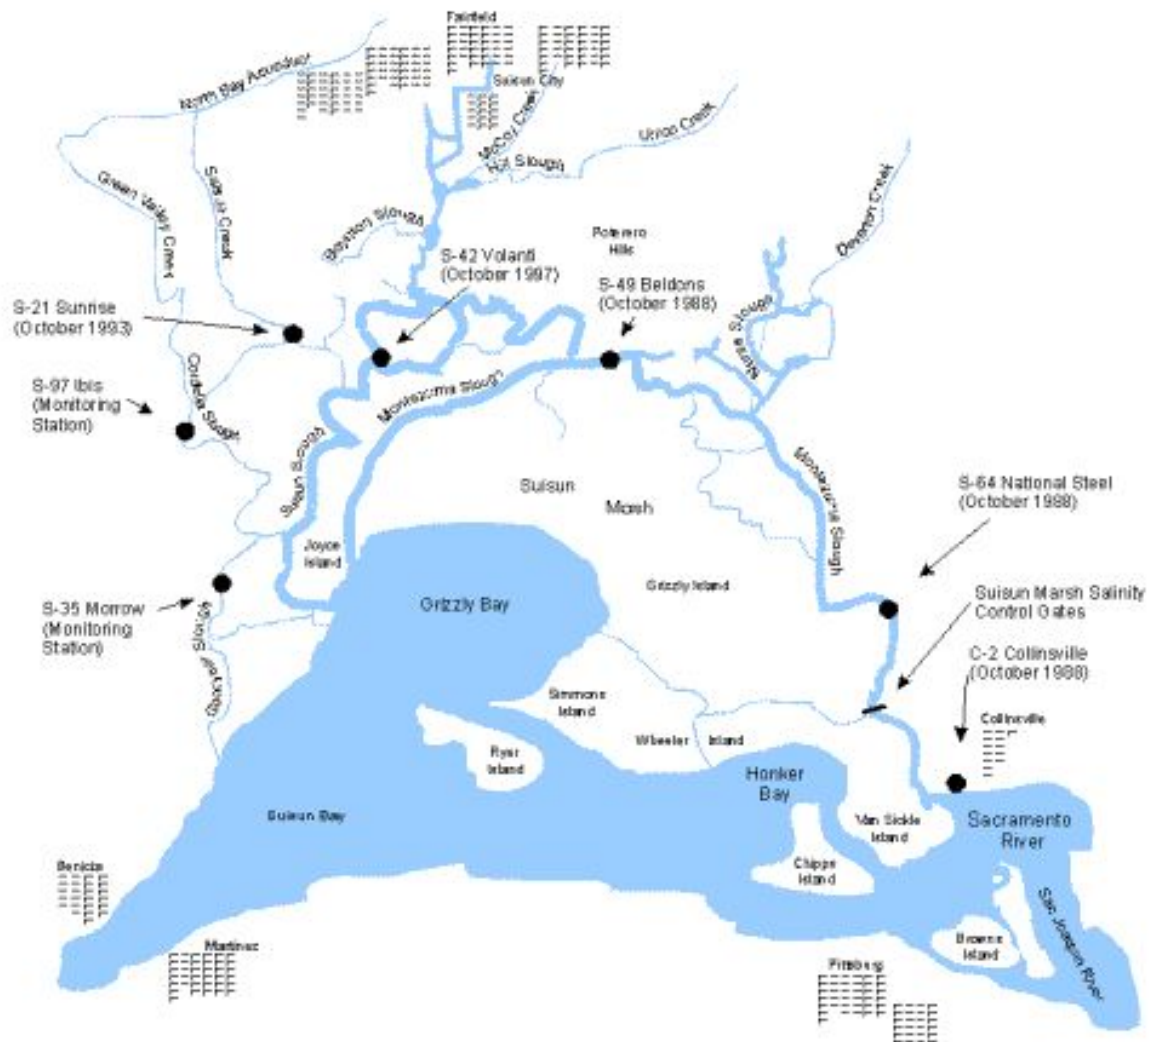 Fairfield
Suisun City
North Bay Aqueduct
McCoy Creek
Union Creek
Hill Slough
Green Valley Creek
Suisun Creek
Boynton Slough
Denverton Creek
Potrero
Hills
S-42 Volanti
(October 1997)
S-49 Beldons
(October 1988)
S-21 Sunrise
(October 1993)
Nurse Slough
S-97 Ibis
(Monitoring
Station)
Cordelia Slough
Montezuma Slough
Suisun Slough
Montezuma Slough
S-64 National Steel
(October 1988)
Suisun
Marsh
Joyce
Island
Grizzly Island
Suisun Marsh Salinity
Control Gates
Grizzly Bay
S-35 Morrow
(Monitoring
Station)
C-2 Collinsville
(October 1988)
Goodyear Slough
Simmons
Island
Collinsville
Wheeler Island
Ryer
Island
Honker
Bay
Suisun Bay
Van Sickle
Island
Sacramento
River
Chipps
Island
Benicia
San Joaquin River
Martinez
Browns
Island
Pittsburg